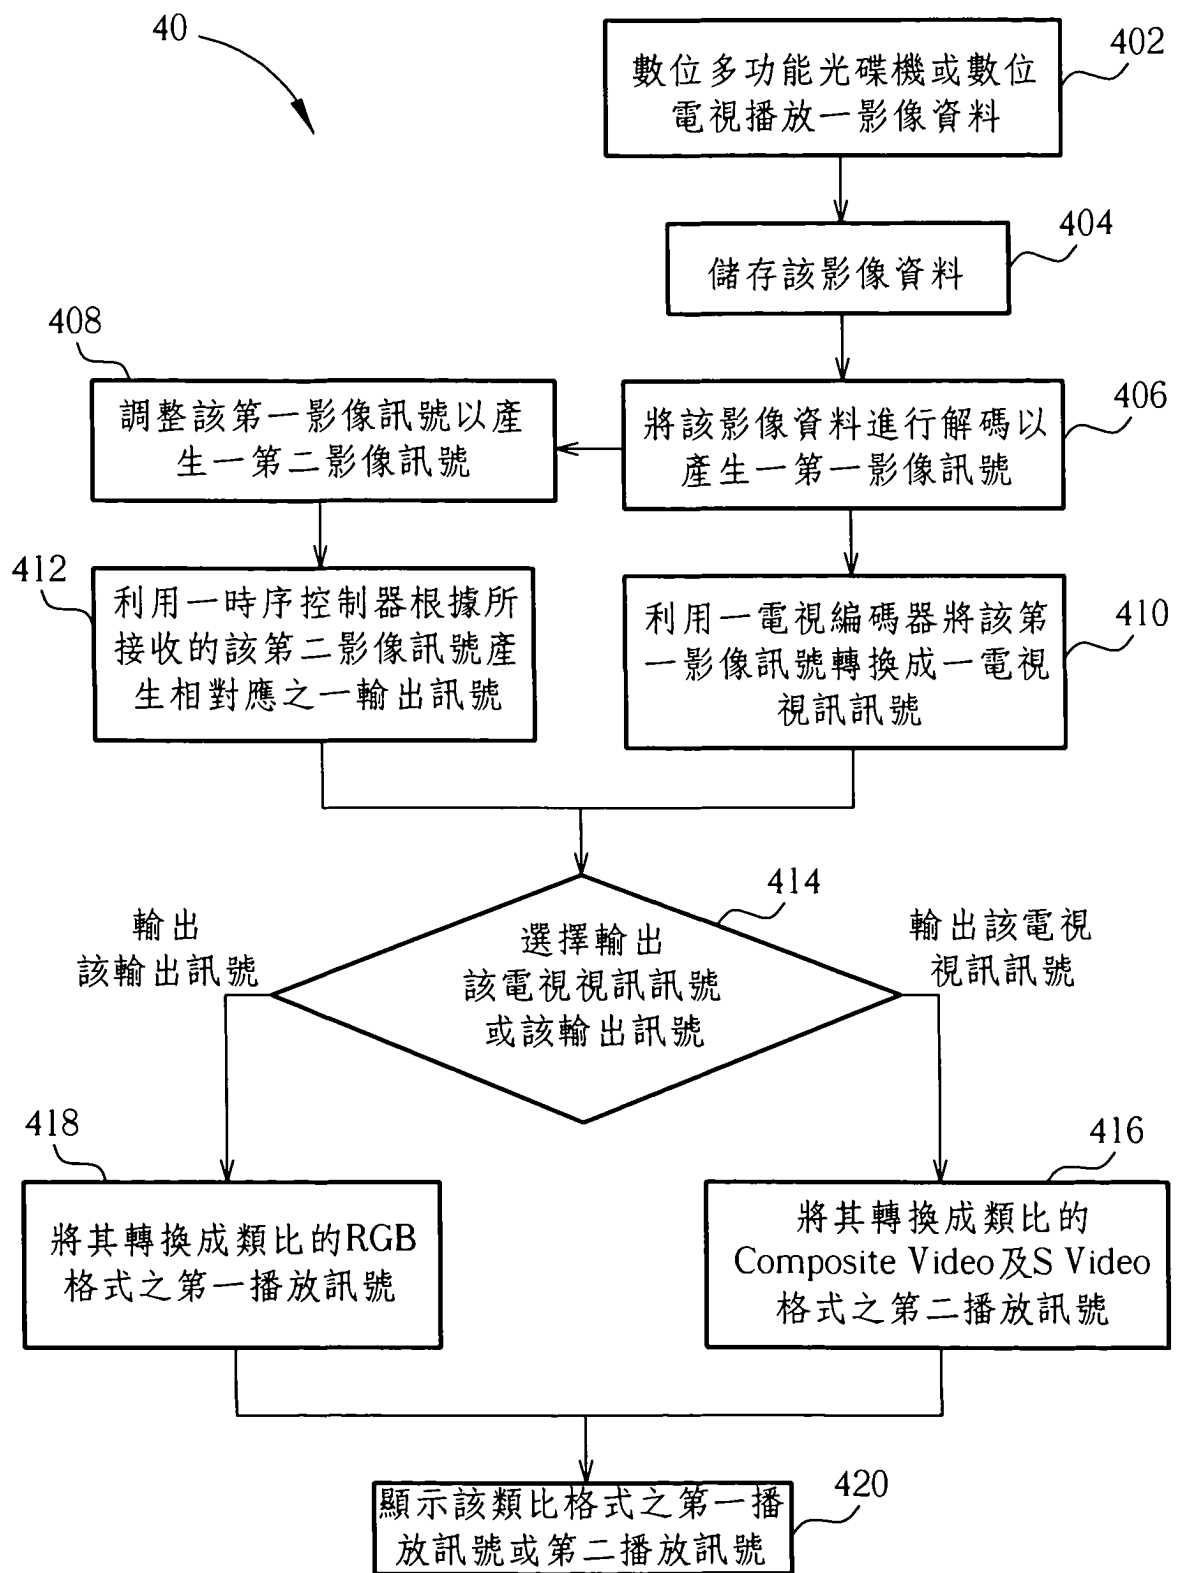 40
402
數位多功能光碟機或數位
電視播放一影像資料
404
儲存該影像資料
408
調整該第一影像訊號以產
生一第二影像訊號
406
將該影像資料進行解碼以
產生一第一影像訊號
412
利用一時序控制器根據所
接收的該第二影像訊號產
生相對應之一輸出訊號
410
利用一電視編碼器將該第
一影像訊號轉換成一電視
視訊訊號
414
選擇輸出
該電視視訊訊號
或該輸出訊號
輸出
該輸出訊號
輸出該電視
視訊訊號
418
將其轉換成類比的RGB
格式之第一播放訊號
416
將其轉換成類比的
Composite Video及S Video
格式之第二播放訊號
420
顯示該類比格式之第一播
放訊號或第二播放訊號